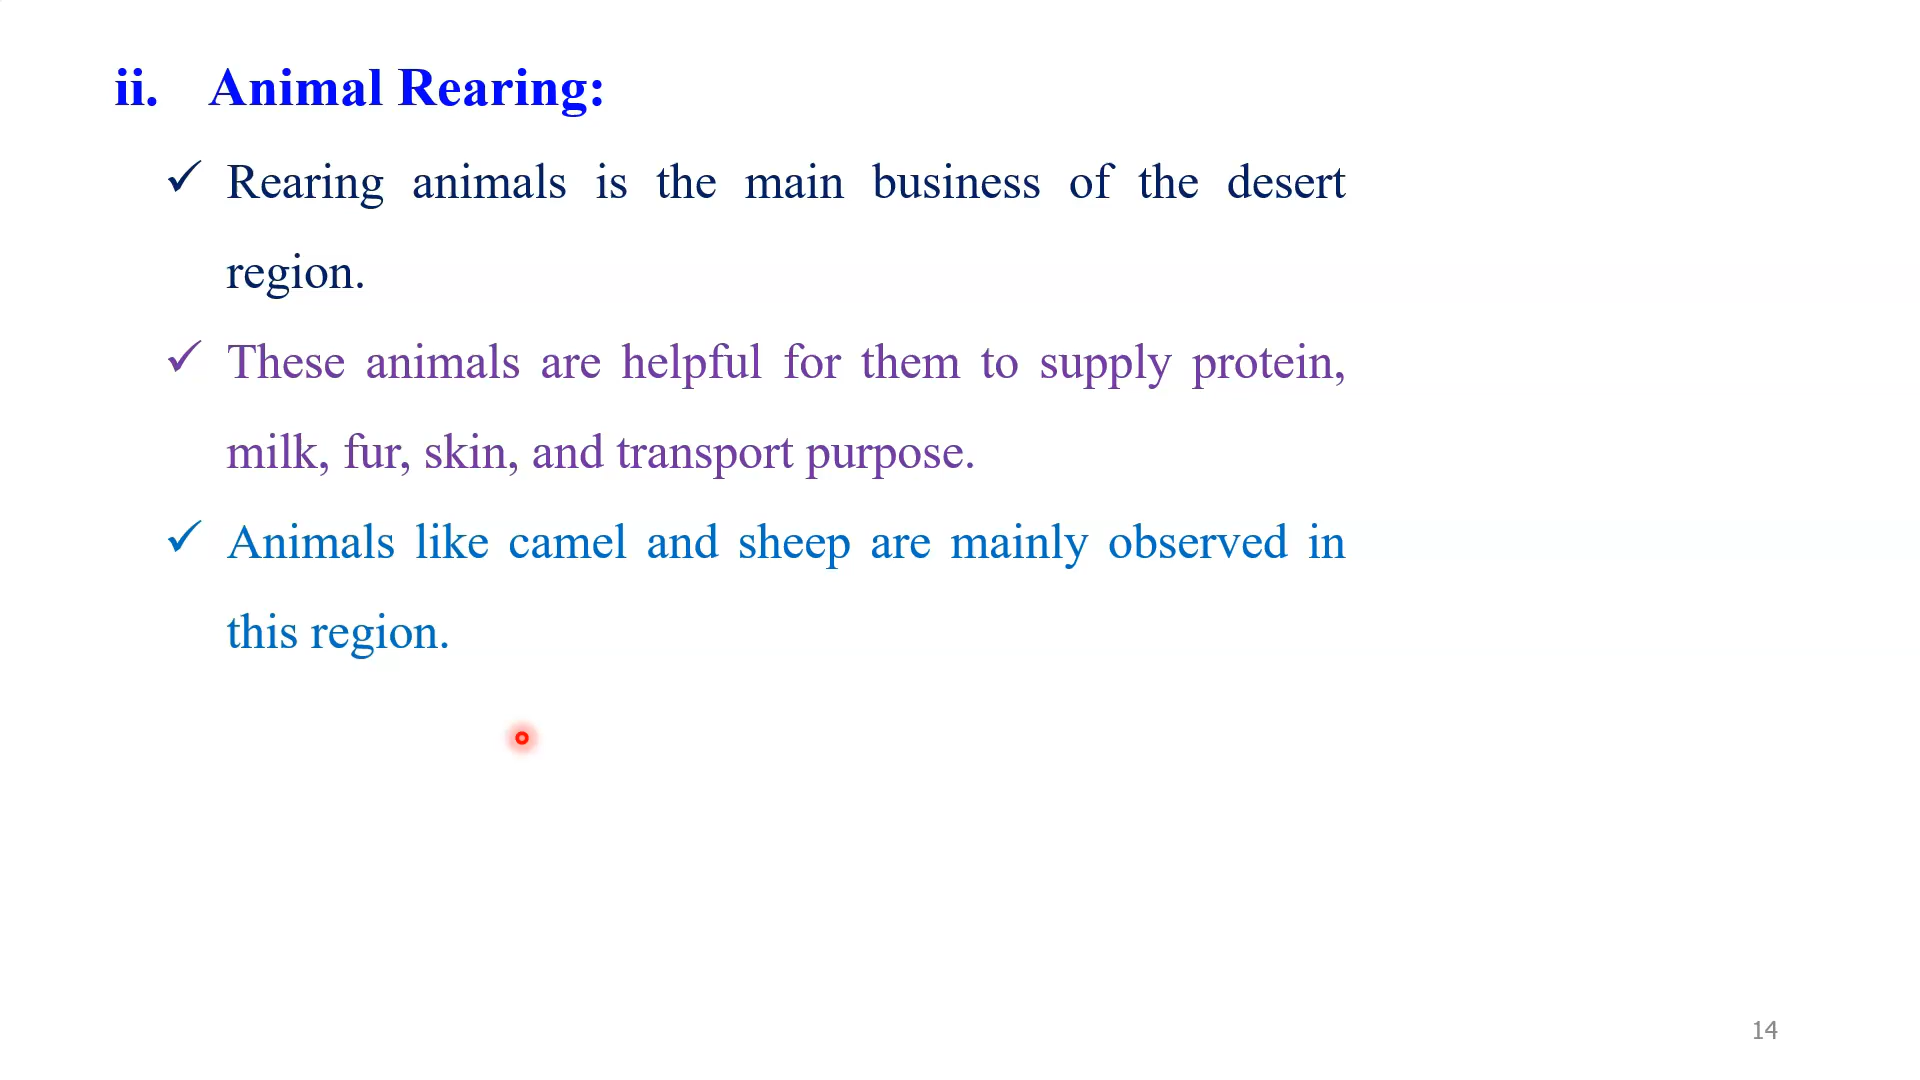 ii. Animal Rearing:
✓ Rearing animals is the main business of the desert
region.
✓ These animals are helpful for them to supply protein,
milk, fur, skin, and transport purpose.
✓ Animals like camel and sheep are mainly observed in
this region.
14